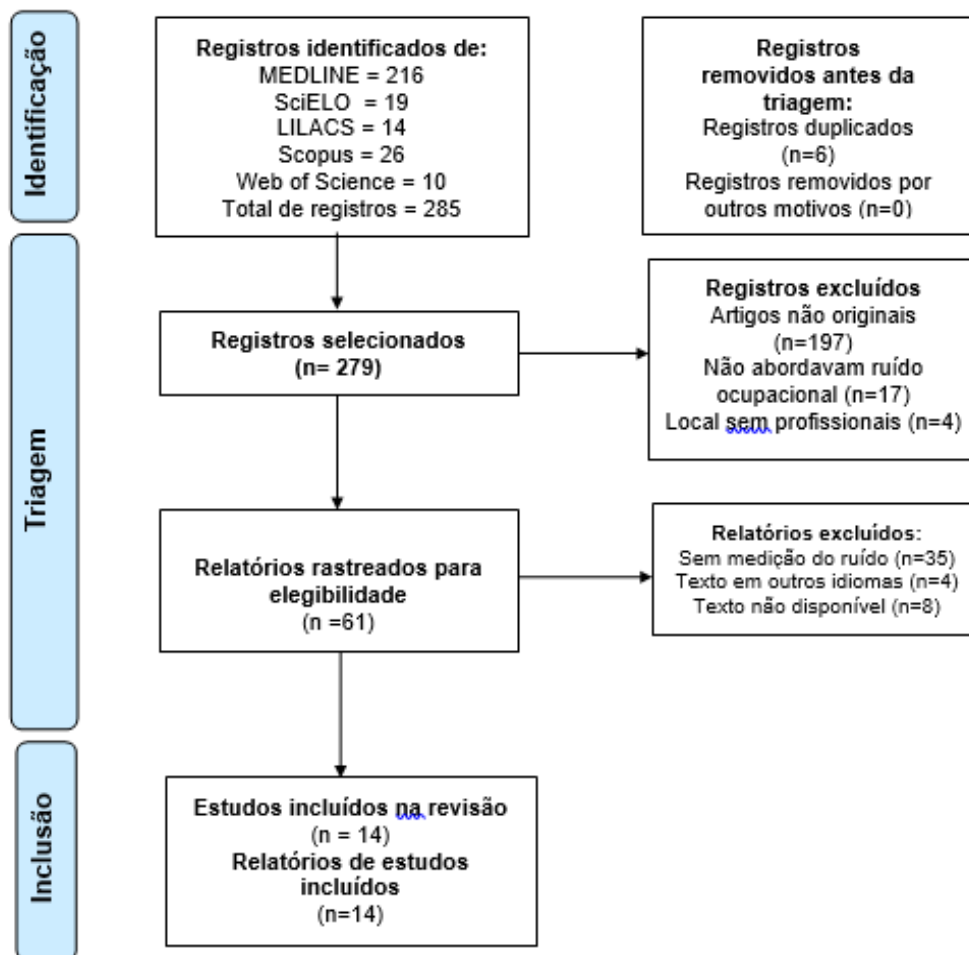 Identificação
Registros identificados de:
MEDLINE = 216
SciELO = 19
LILACS = 14
Scopus = 26
Web of Science = 10
Total de registros = 285
Registros
removidos antes da
triagem:
Registros duplicados
(n=6)
Registros removidos por
outros motivos (n=0)
Triagem
Registros selecionados
(n= 279)
Registros excluídos
Artigos não originais
(n=197)
Não abordavam ruído
ocupacional (n=17)
Local sem profissionais (n=4)
Relatórios rastreados para
elegibilidade
(n =61)
Relatórios excluídos:
Sem medição do ruído (n=35)
Texto em outros idiomas (n=4)
Texto não disponível (n=8)
Inclusão
Estudos incluídos na revisão
(n = 14)
Relatórios de estudos
incluídos
(n=14)